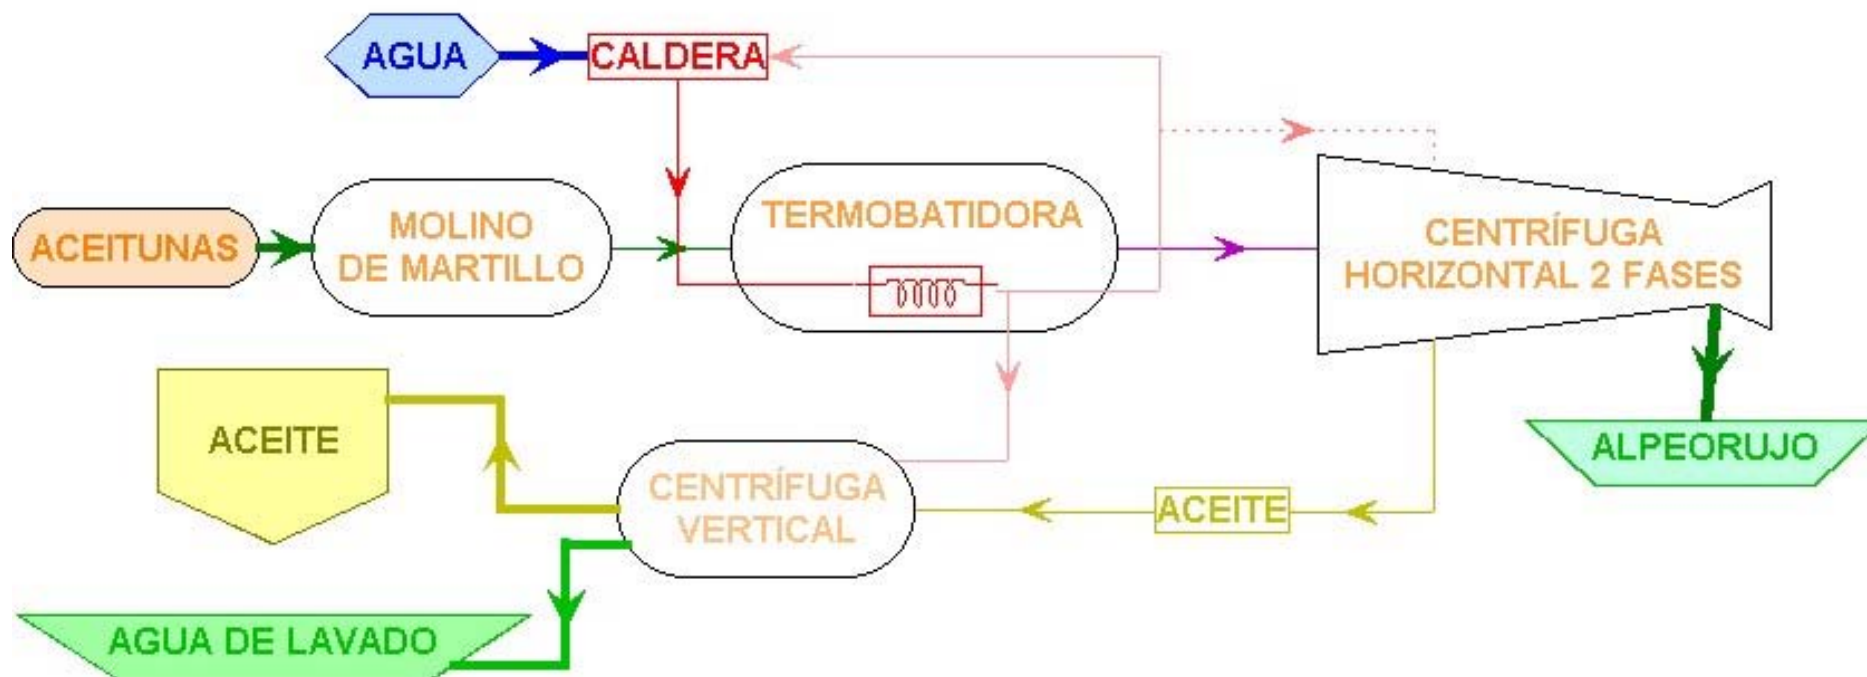 AGUA
CALDERA
ACEITUNAS
MOLINO
DE MARTILLO
TERMOBATIDORA
CENTRÍFUGA
HORIZONTAL 2 FASES
ACEITE
CENTRÍFUGA
VERTICAL
ACEITE
ALPEORUJO
AGUA DE LAVADO